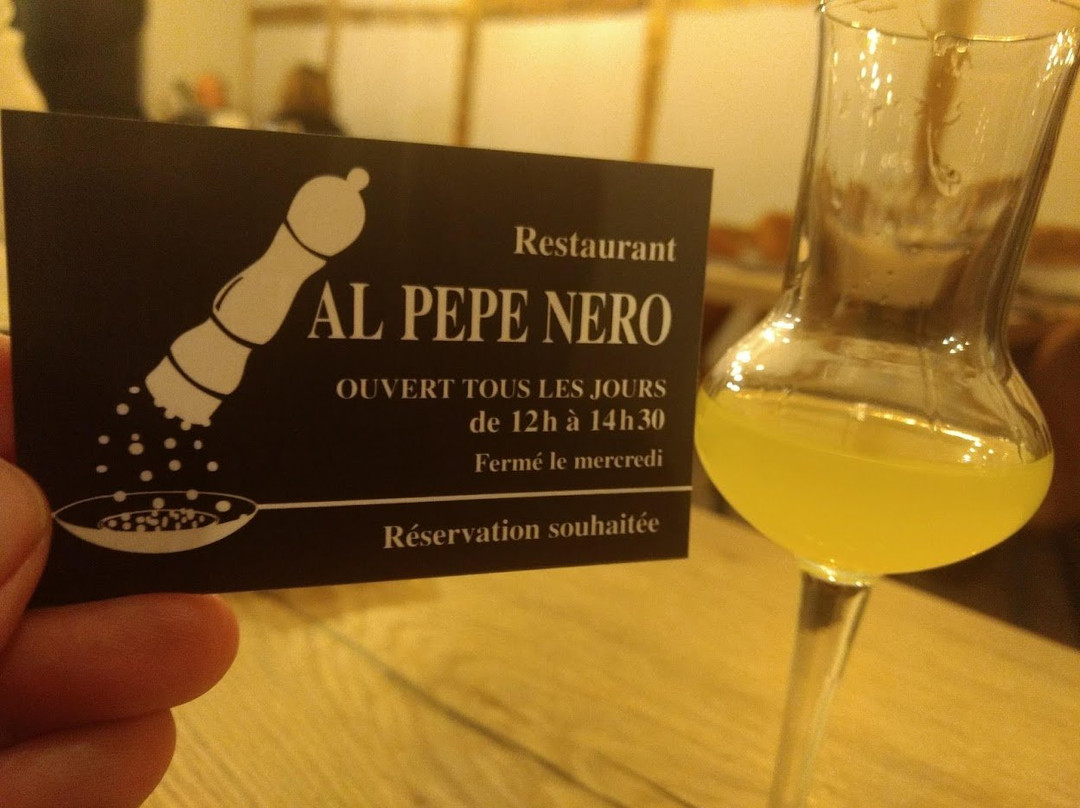 Restaurant
AL PEPE NERO
OUVERT TOUS LES JOURS
de 12h à 14h30
Fermé le mercredi
Réservation souhaitée